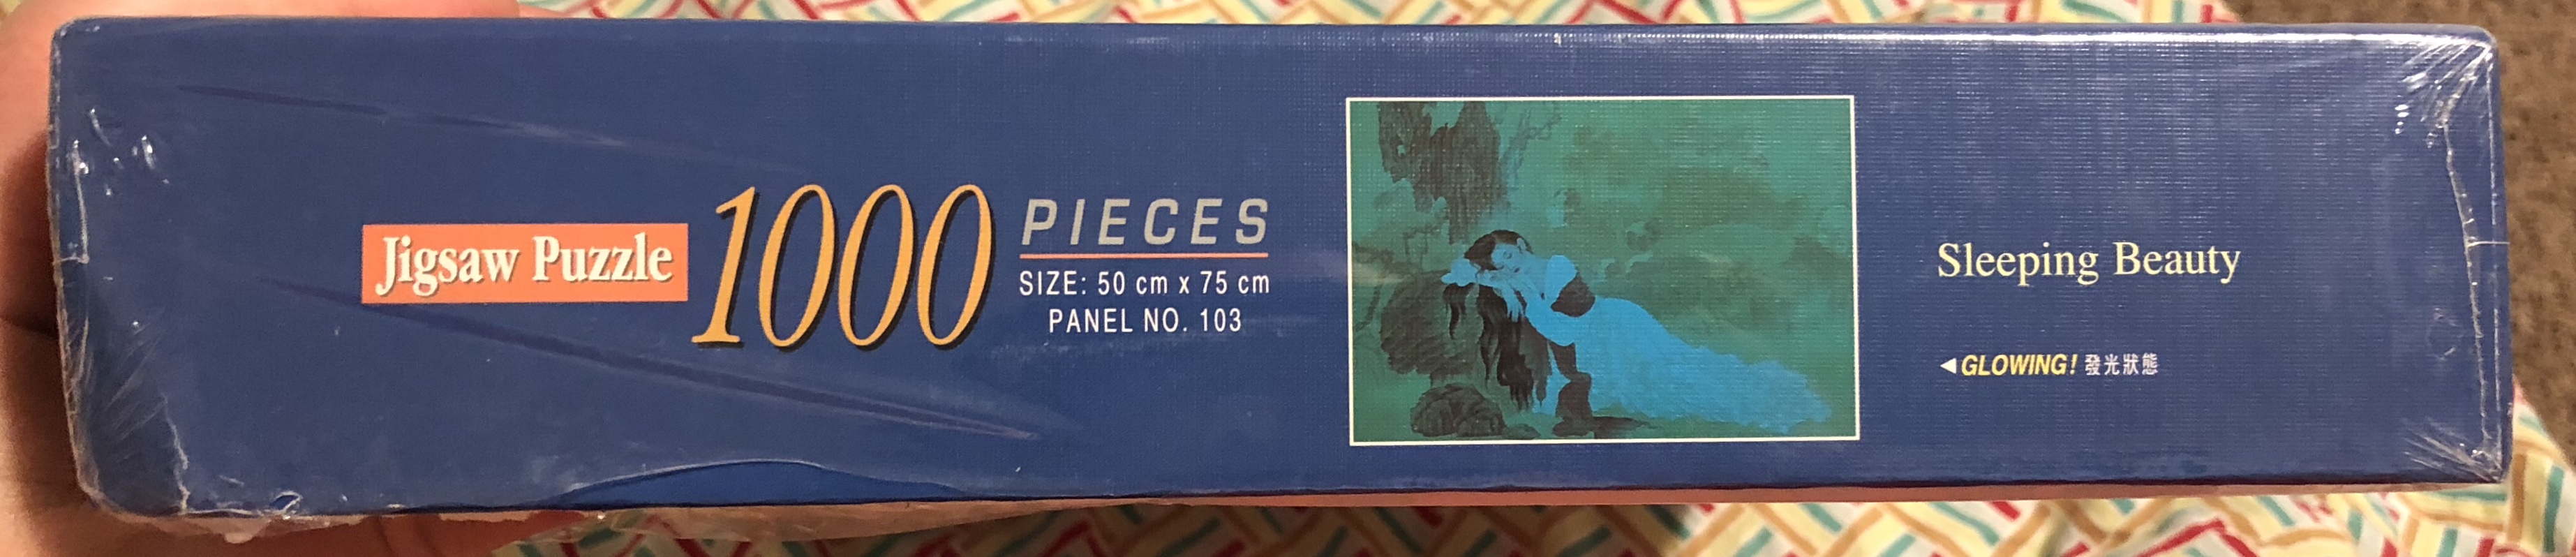 Jigsaw Puzzle
1000
PIECES
SIZE: 50 cm x 75 cm
PANEL NO. 103
Sleeping Beauty
◀GLOWING! 發光狀態